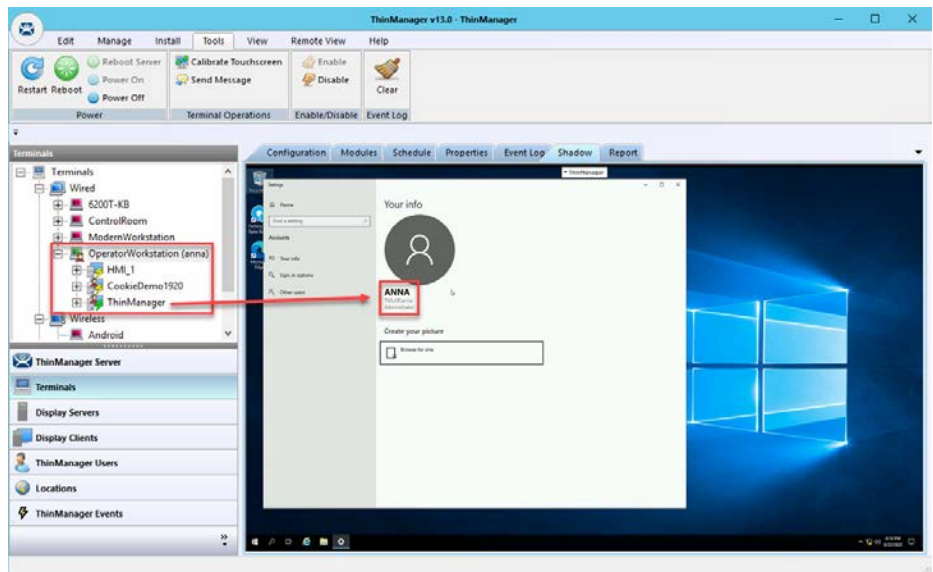 ThinManager v13.0 - ThinManager
Edit Manage Install Tools View Remote View Help
Restart Reboot
Reboot Server
Power On
Power Off
Power
Calibrate Touchscreen
Send Message
Terminal Operations
Enable
Disable
Enable/Disable
Clear
Event Log
Terminals
Terminals
Wired
6200T-KB
ControlRoom
ModernWorkstation
OperatorWorkstation (anna)
HMI_1
CookieDemo1920
ThinManager
Wireless
Android
ThinManager Server
Terminals
Display Servers
Display Clients
ThinManager Users
Locations
ThinManager Events
Configuration Modules Schedule Properties Event Log Shadow Report
ThinManager
Settings
Home
Find a setting
Accounts
Your info
Sign-in options
Other users
Your info
ANNA
Administrator
Create your picture
Browse for one